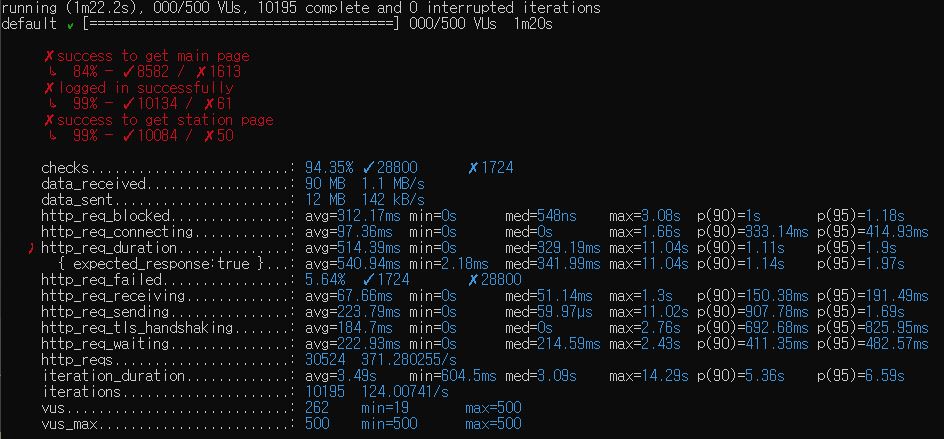 running (1m22.2s), 000/500 VUs, 10195 complete and 0 interrupted iterations
default ✓ [======================================] 000/500 VUs  1m20s
✗ success to get main page
↳  84% — ✓ 8582 / ✗ 1613
✗ logged in successfully
↳  99% — ✓ 10134 / ✗ 61
✗ success to get station page
↳  99% — ✓ 10084 / ✗ 50
checks.........................: 94.35% ✓ 28800      ✗ 1724
data_received..................: 90 MB  1.1 MB/s
data_sent......................: 12 MB  142 kB/s
http_req_blocked...............: avg=312.17ms min=0s      med=548ns    max=3.08s  p(90)=1s       p(95)=1.18s
http_req_connecting............: avg=97.36ms  min=0s      med=0s       max=1.66s  p(90)=333.14ms p(95)=414.93ms
✗ http_req_duration..............: avg=514.39ms min=0s      med=329.19ms max=11.04s p(90)=1.11s    p(95)=1.9s
{ expected_response:true }...: avg=540.94ms min=2.18ms  med=341.99ms max=11.04s p(90)=1.14s    p(95)=1.97s
http_req_failed................: 5.64%  ✓ 1724       ✗ 28800
http_req_receiving.............: avg=67.66ms  min=0s      med=51.14ms  max=1.3s   p(90)=150.38ms p(95)=191.49ms
http_req_sending...............: avg=223.79ms min=0s      med=59.97µs  max=11.02s p(90)=907.78ms p(95)=1.69s
http_req_tls_handshaking.......: avg=184.7ms  min=0s      med=0s       max=2.76s  p(90)=692.68ms p(95)=825.95ms
http_req_waiting...............: avg=222.93ms min=0s      med=214.59ms max=2.43s  p(90)=411.35ms p(95)=482.57ms
http_reqs......................: 30524  371.280255/s
iteration_duration.............: avg=3.49s    min=604.5ms med=3.09s    max=14.29s p(90)=5.36s    p(95)=6.59s
iterations.....................: 10195  124.00741/s
vus............................: 262    min=19       max=500
vus_max........................: 500    min=500      max=500